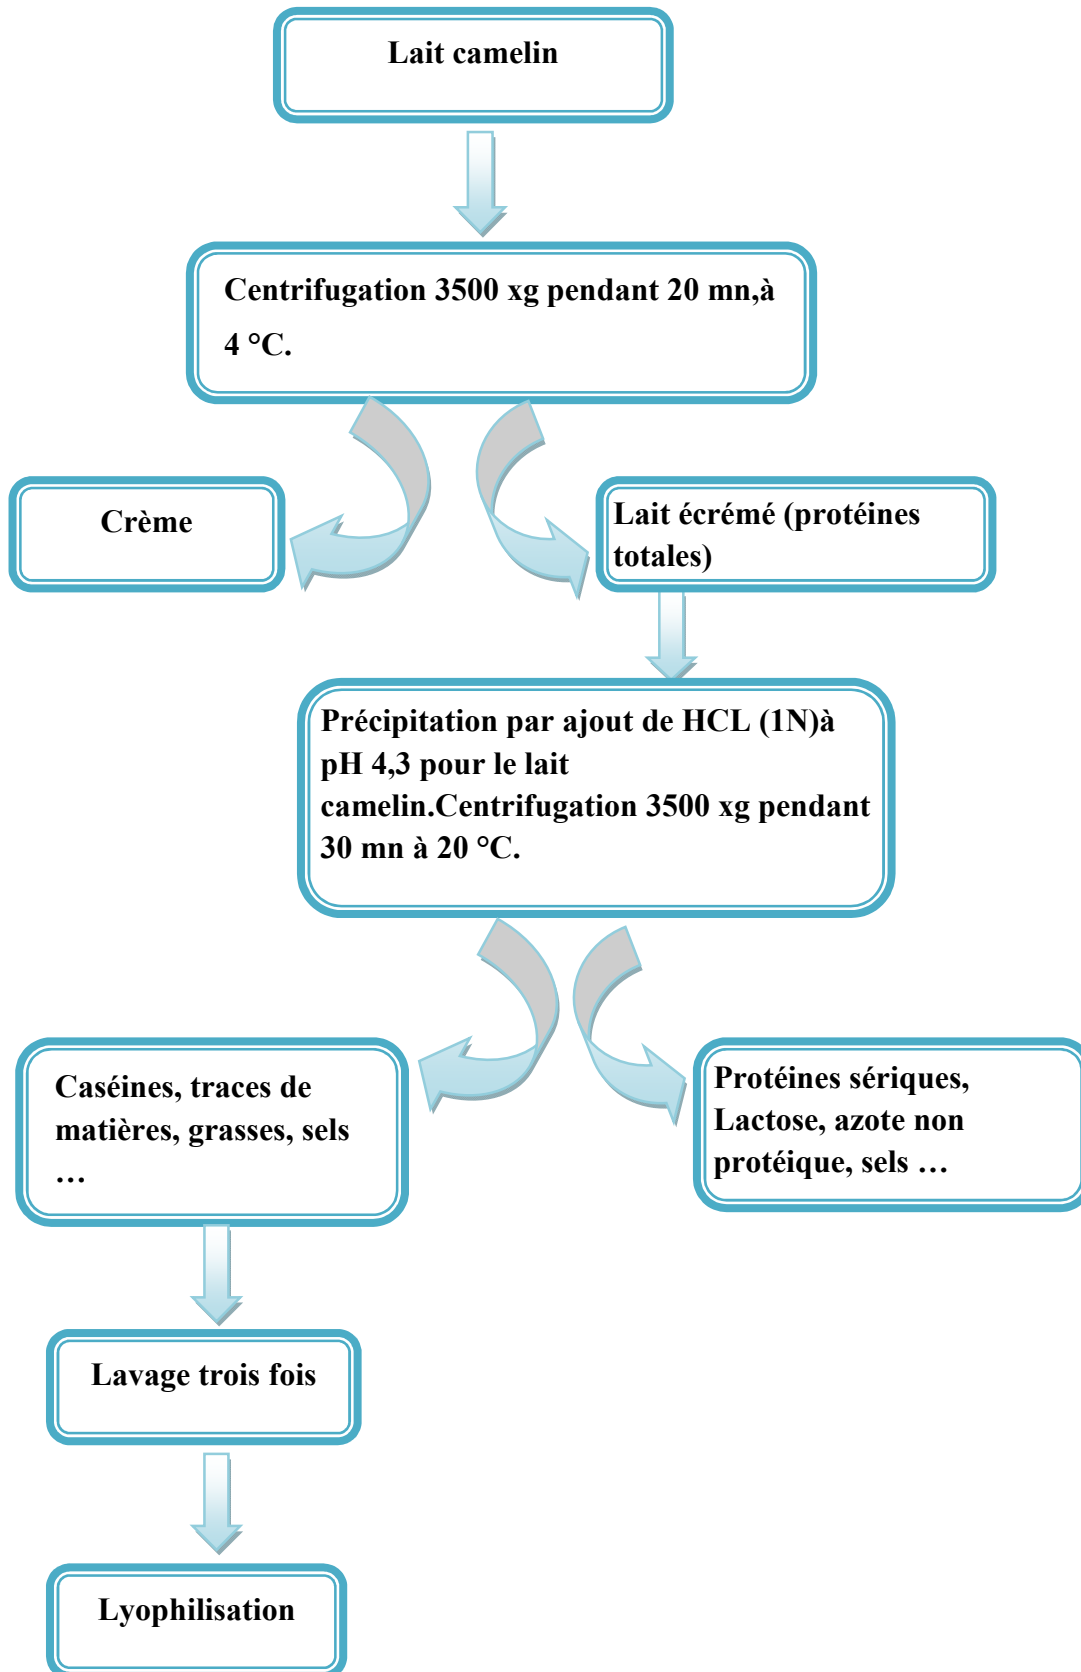 Lait camelin
Centrifugation 3500 xg pendant 20 mn,à
4 °C.
Crème
Lait écrémé (protéines
totales)
Précipitation par ajout de HCL (1N)à
pH 4,3 pour le lait
camelin.Centrifugation 3500 xg pendant
30 mn à 20 °C.
Caséines, traces de
matières, grasses, sels
…
Protéines sériques,
Lactose, azote non
protéique, sels …
Lavage trois fois
Lyophilisation